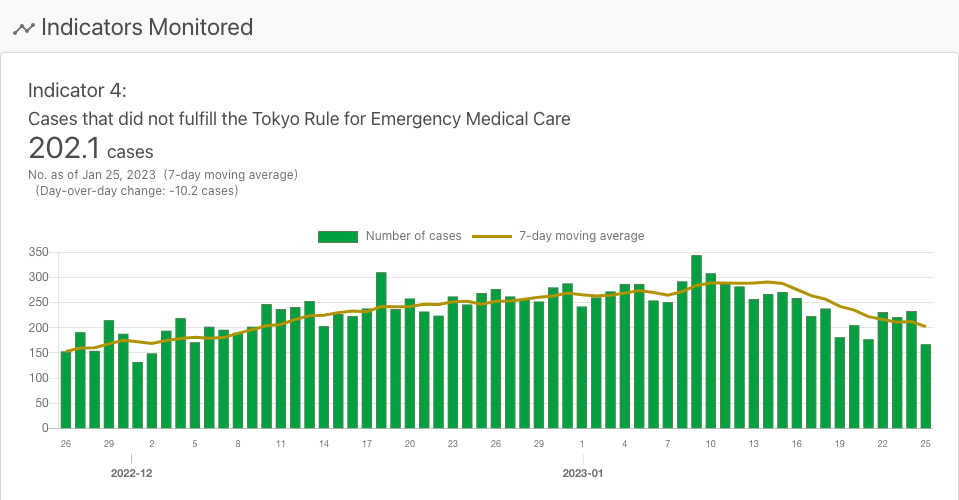 Indicators Monitored
Indicator 4:
Cases that did not fulfill the Tokyo Rule for Emergency Medical Care
202.1 cases
No. as of Jan 25, 2023 (7-day moving average)
(Day-over-day change: -10.2 cases)
Number of cases 7-day moving average
350
300
250
200
150
100
50
0
26 29 2 5 8 11 14 17 20 23 26 29 1 4 7 10 13 16 19 22 25
2022-12 2023-01